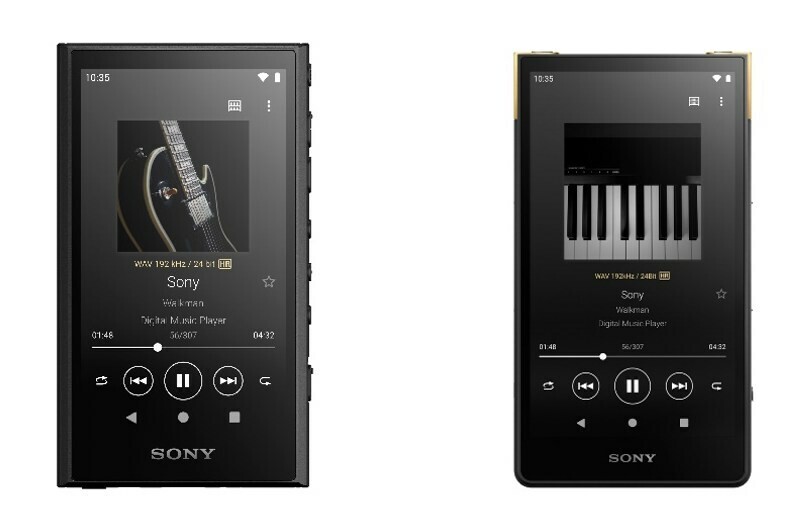 10:35
WAV 192 kHz / 24 bit HR
Sony
Walkman
Digital Music Player
01:48 56/307 04:32
SONY
10:35
WAV 192kHz / 24Bit HR
Sony
Walkman
Digital Music Player
01:48 56/307 04:32
SONY